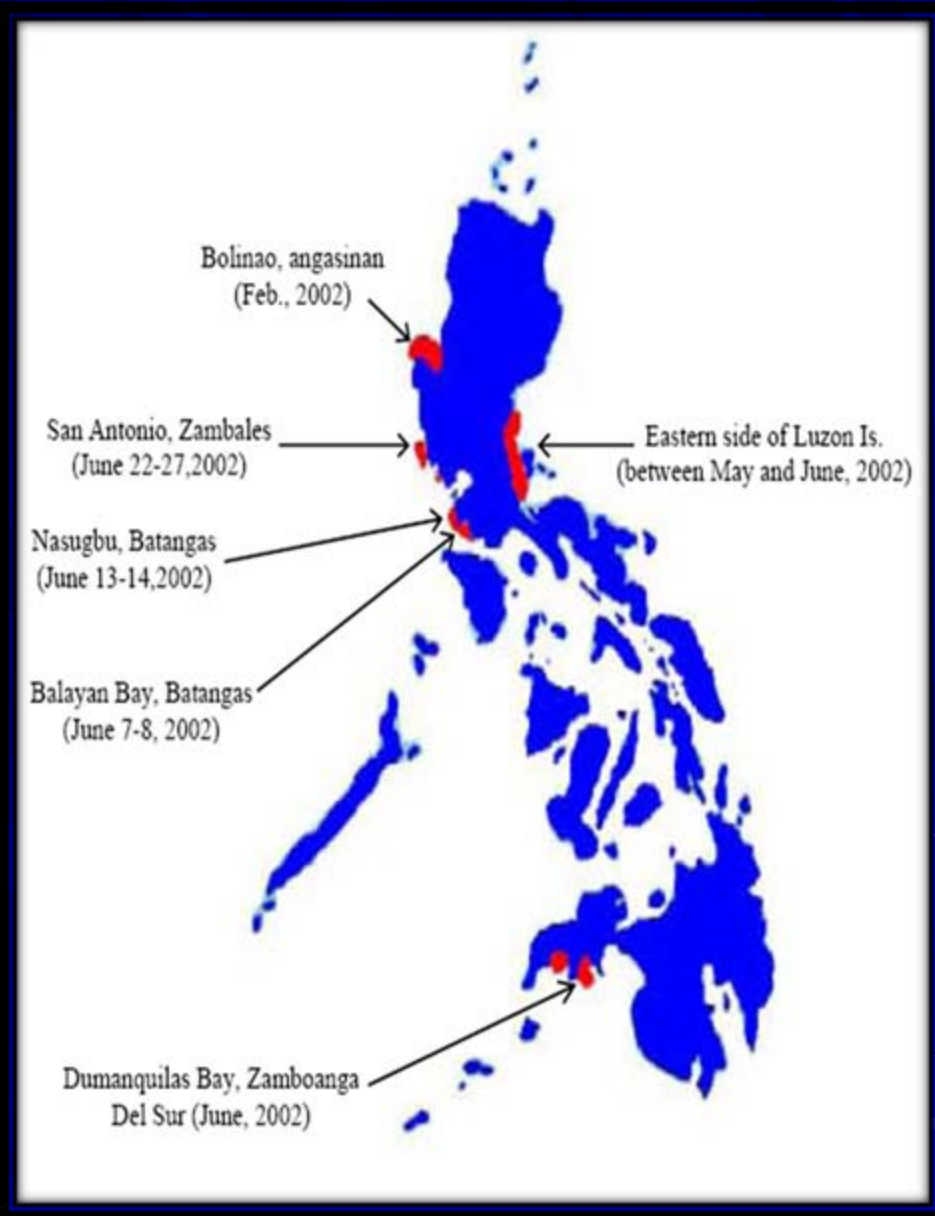 Bolinao, angasinan
(Feb., 2002)
San Antonio, Zambales
(June 22-27,2002)
Eastern side of Luzon Is.
(between May and June, 2002)
Nasugbu, Batangas
(June 13-14,2002)
Balayan Bay, Batangas
(June 7-8, 2002)
Dumanquilas Bay, Zamboanga
Del Sur (June, 2002)